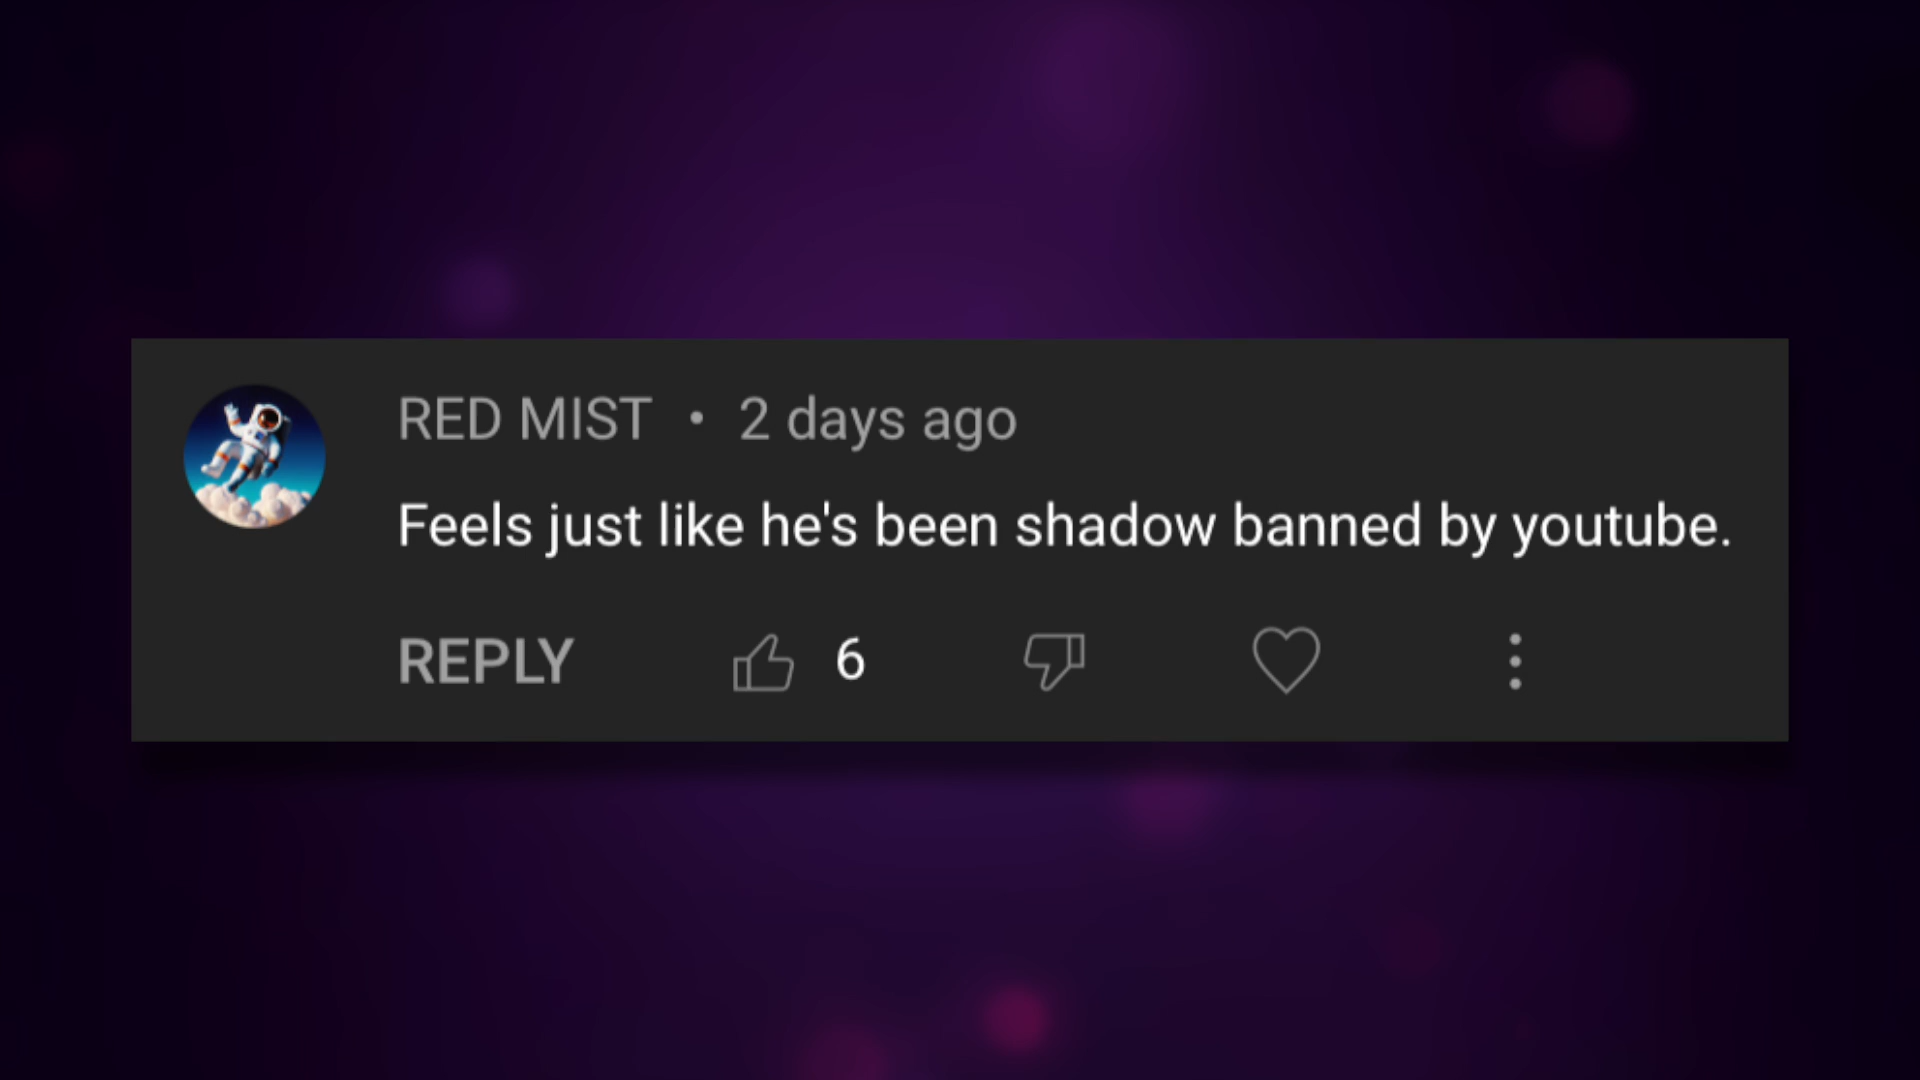 RED MIST • 2 days ago
Feels just like he's been shadow banned by youtube.
REPLY 6